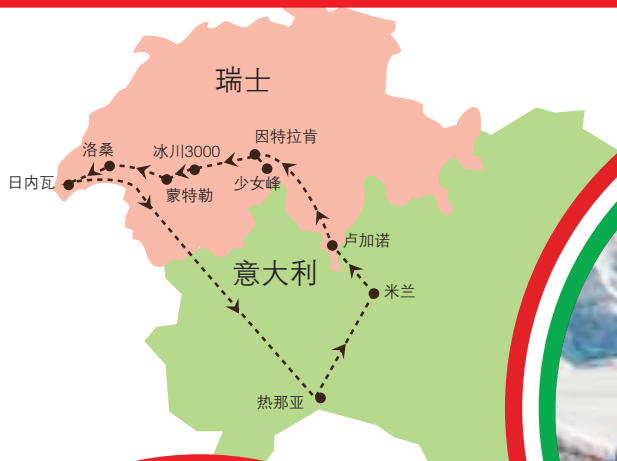 瑞士
因特拉肯
洛桑
冰川3000
日内瓦
蒙特勒
少女峰
卢加诺
意大利
米兰
热那亚